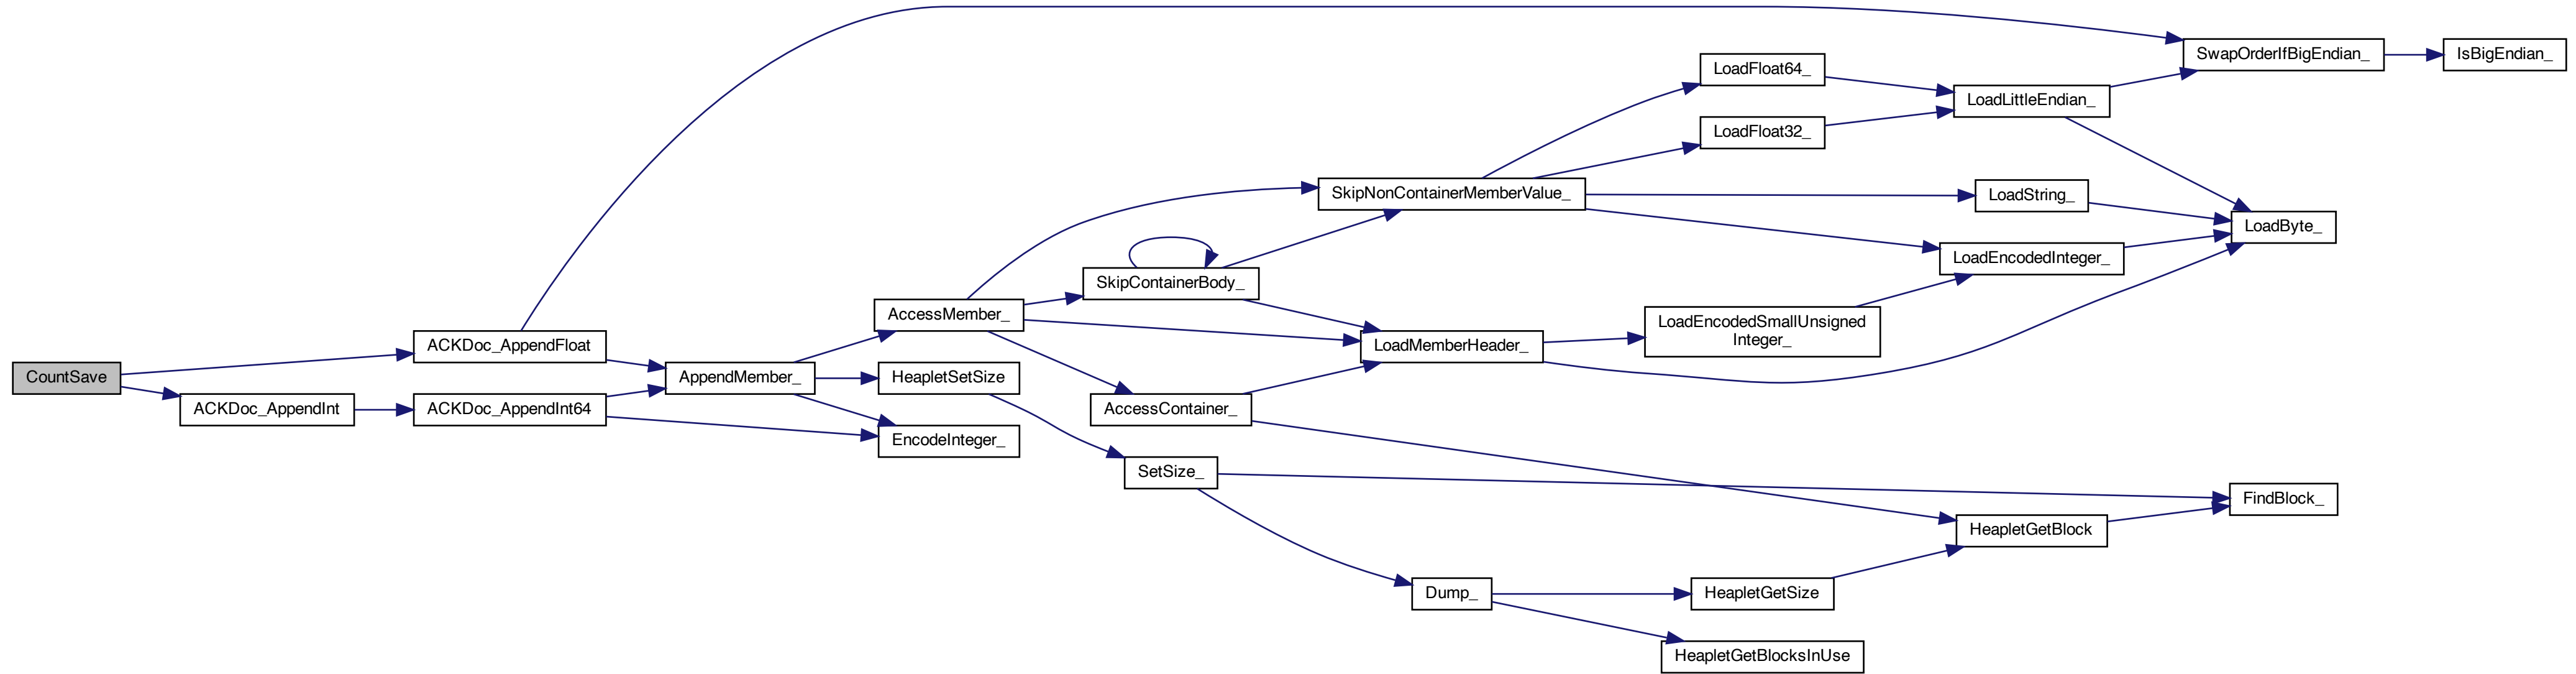 CountSave
ACKDoc_AppendFloat
ACKDoc_AppendInt
ACKDoc_AppendInt64
AppendMember_
AccessMember_
HeapletSetSize
EncodeInteger_
SkipContainerBody_
AccessContainer_
SetSize_
SkipNonContainerMemberValue_
LoadMemberHeader_
Dump_
LoadFloat64_
LoadFloat32_
LoadEncodedSmallUnsigned
Integer_
HeapletGetSize
HeapletGetBlocksInUse
LoadLittleEndian_
LoadString_
LoadEncodedInteger_
HeapletGetBlock
SwapOrderIfBigEndian_
LoadByte_
FindBlock_
IsBigEndian_